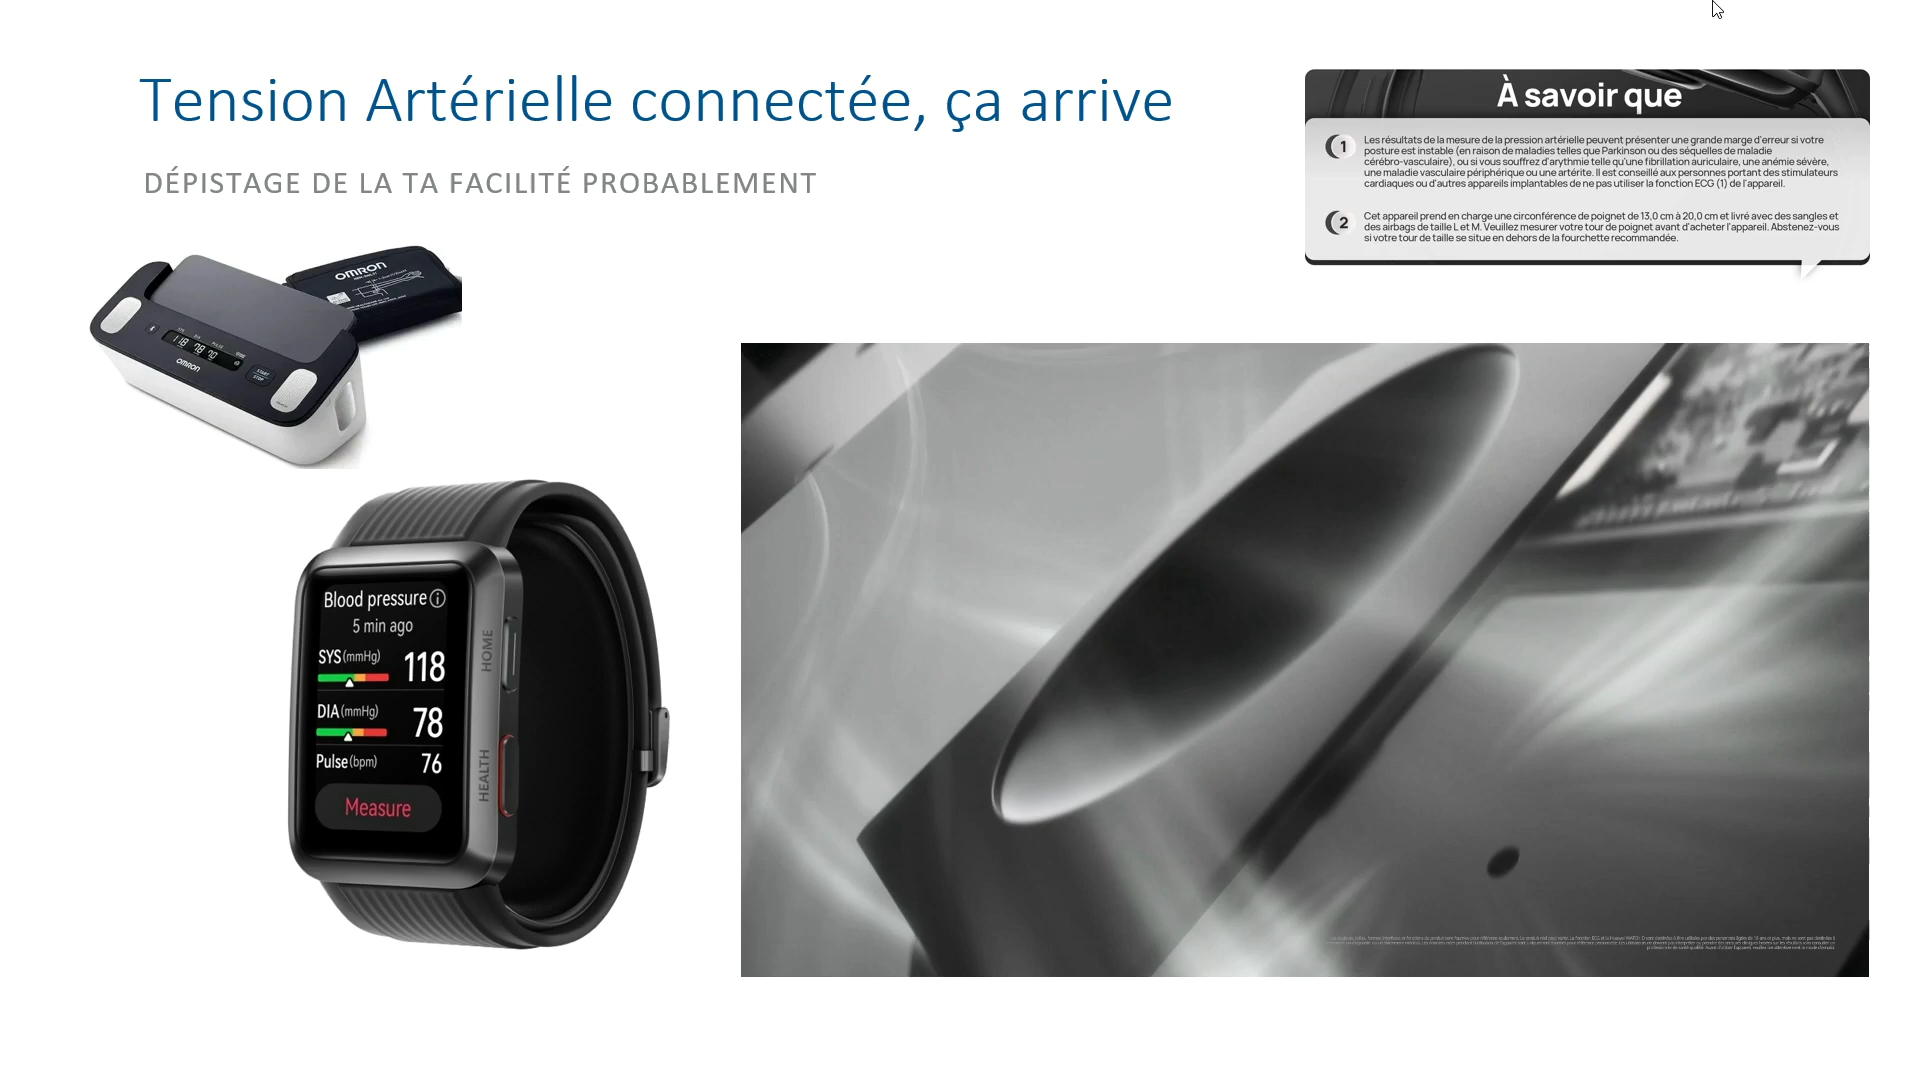 Tension Artérielle connectée, ça arrive
DÉPISTAGE DE LA TA FACILITÉ PROBABLEMENT
À savoir que
1
Les résultats de la mesure de la pression artérielle peuvent présenter une grande marge d'erreur si votre
posture est instable (en raison de maladies telles que Parkinson ou des séquelles de maladie
cérébro-vasculaire), ou si vous souffrez d'arythmie telle qu'une fibrillation auriculaire, une anémie sévère,
une maladie vasculaire périphérique ou une artérite. Il est conseillé aux personnes portant des stimulateurs
cardiaques ou d'autres appareils implantables de ne pas utiliser la fonction ECG (1) de l'appareil.
2
Cet appareil prend en charge une circonférence de poignet de 13,0 cm à 20,0 cm et livré avec des sangles et
des airbags de taille L et M. Veuillez mesurer votre tour de poignet avant d'acheter l'appareil. Abstenez-vous
si votre tour de taille se situe en dehors de la fourchette recommandée.
OMRON
SYS DIA PULSE
118 78 70
OMRON
START
STOP
Blood pressure
5 min ago
SYS (mmHg) 118
DIA (mmHg) 78
Pulse (bpm) 76
Measure
HOME
HEALTH